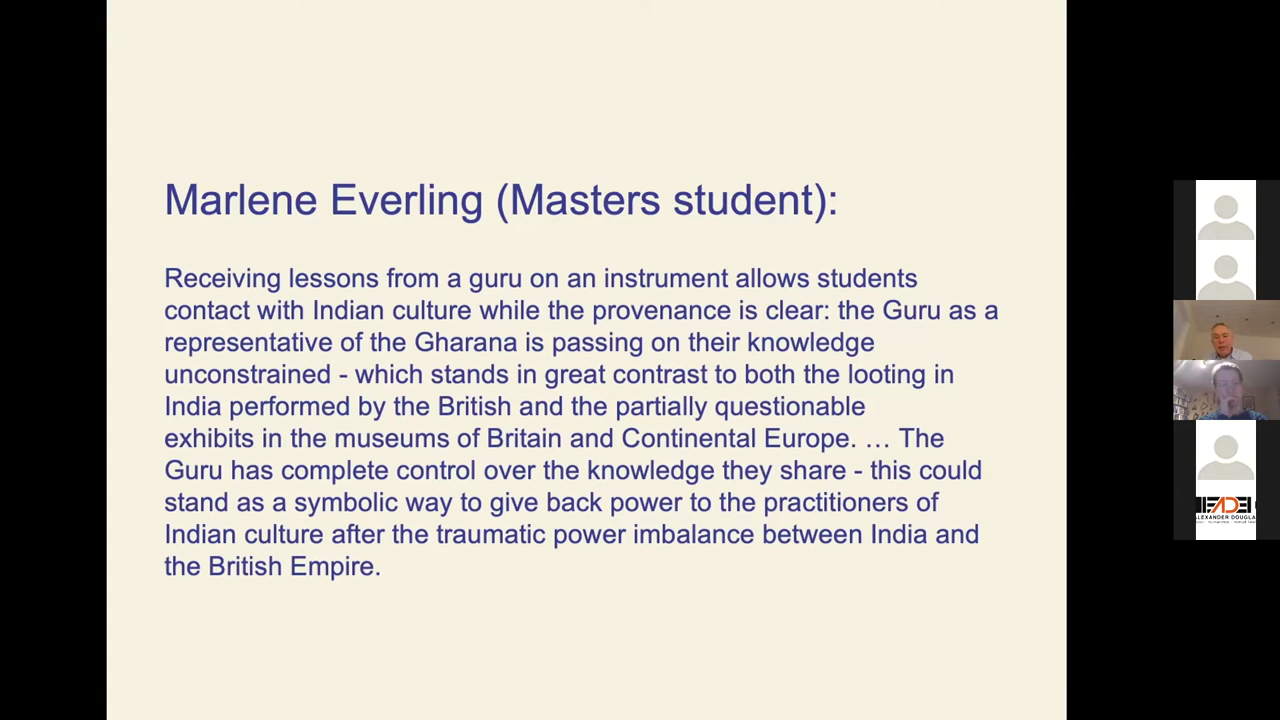 Marlene Everling (Masters student):
Receiving lessons from a guru on an instrument allows students
contact with Indian culture while the provenance is clear: the Guru as a
representative of the Gharana is passing on their knowledge
unconstrained - which stands in great contrast to both the looting in
India performed by the British and the partially questionable
exhibits in the museums of Britain and Continental Europe. … The
Guru has complete control over the knowledge they share - this could
stand as a symbolic way to give back power to the practitioners of
Indian culture after the traumatic power imbalance between India and
the British Empire.
ALEXANDER DOUGLA